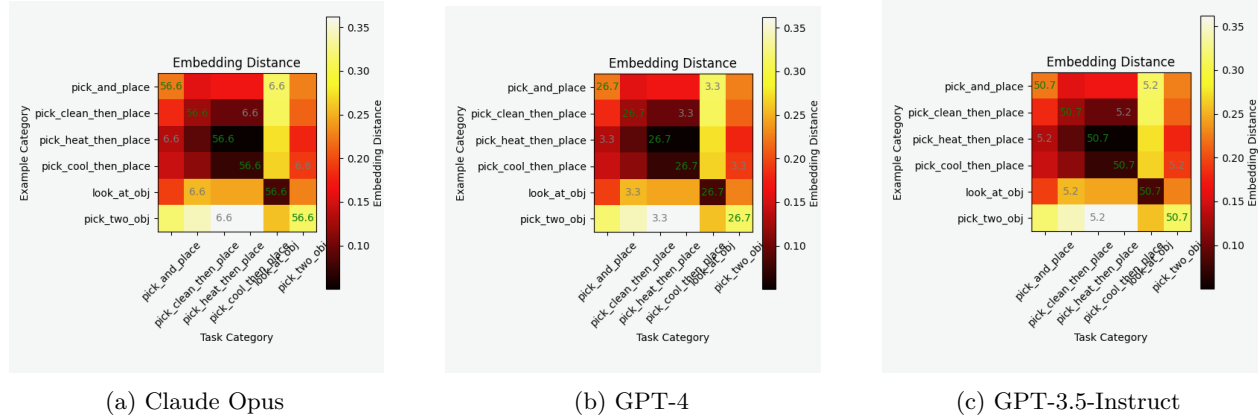 Embedding Distance
pick_and_place
pick_clean_then_place
pick_heat_then_place
pick_cool_then_place
look_at_obj
pick_two_obj
Example Category
56.6 6.6
56.6 6.6
6.6 56.6
56.6 6.6
6.6 56.6
6.6 56.6
pick_and_place
pick_clean_then_place
pick_heat_then_place
pick_cool_then_place
look_at_obj
pick_two_obj
Task Category
0.35
0.30
0.25
0.20
0.15
0.10
Embedding Distance
(a) Claude Opus
Embedding Distance
pick_and_place
pick_clean_then_place
pick_heat_then_place
pick_cool_then_place
look_at_obj
pick_two_obj
Example Category
26.7 3.3
26.7 3.3
3.3 26.7
26.7 3.3
3.3 26.7
3.3 26.7
pick_and_place
pick_clean_then_place
pick_heat_then_place
pick_cool_then_place
look_at_obj
pick_two_obj
Task Category
0.35
0.30
0.25
0.20
0.15
0.10
Embedding Distance
(b) GPT-4
Embedding Distance
pick_and_place
pick_clean_then_place
pick_heat_then_place
pick_cool_then_place
look_at_obj
pick_two_obj
Example Category
50.7 5.2
50.7 5.2
5.2 50.7
50.7 5.2
5.2 50.7
5.2 50.7
pick_and_place
pick_clean_then_place
pick_heat_then_place
pick_cool_then_place
look_at_obj
pick_two_obj
Task Category
0.35
0.30
0.25
0.20
0.15
0.10
Embedding Distance
(c) GPT-3.5-Instruct